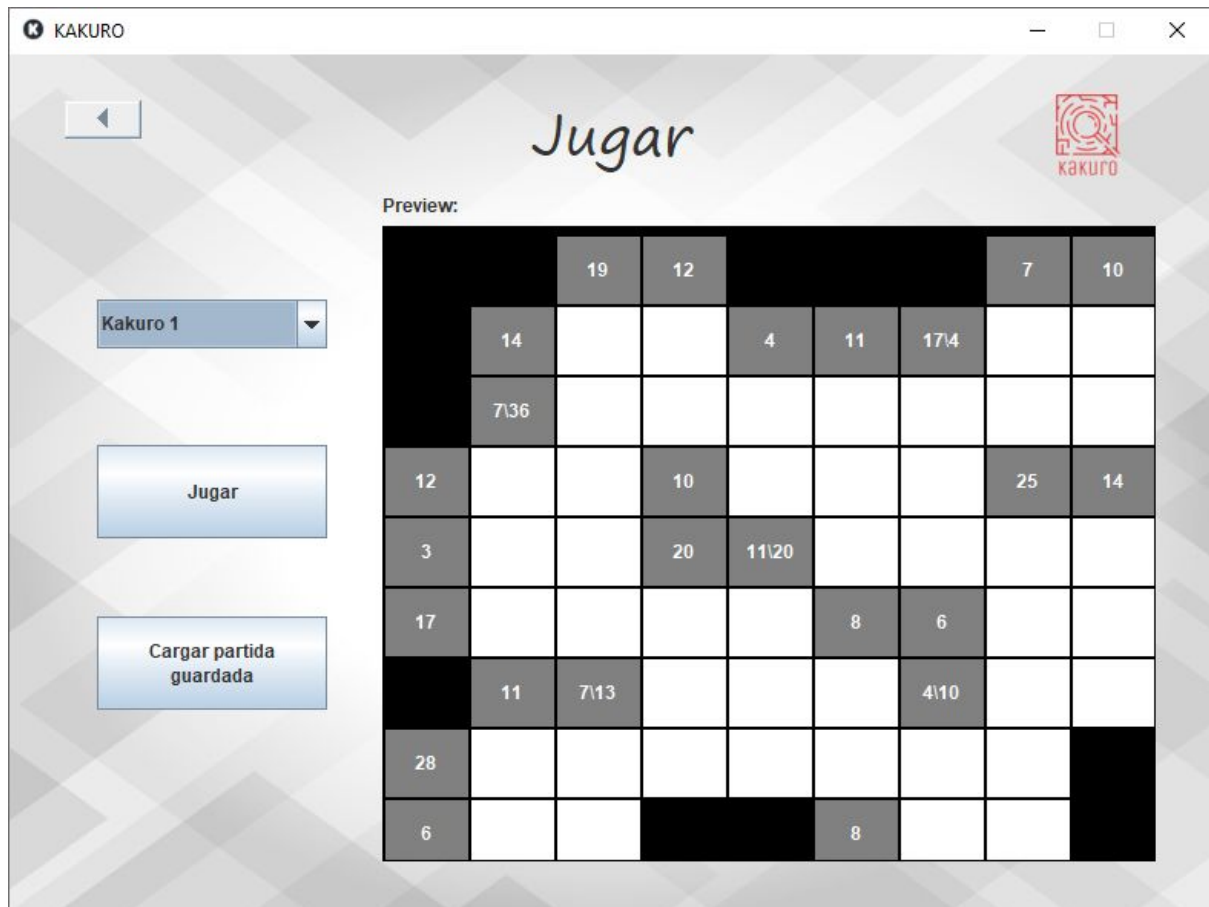 KAKURO
Jugar
kakuro
Preview:
19 12 7 10
Kakuro 1
14 4 11 17\4
7\36
12 10 25 14
Jugar
3 20 11\20
17 8 6
Cargar partida
guardada
11 7\13 4\10
28
6 8